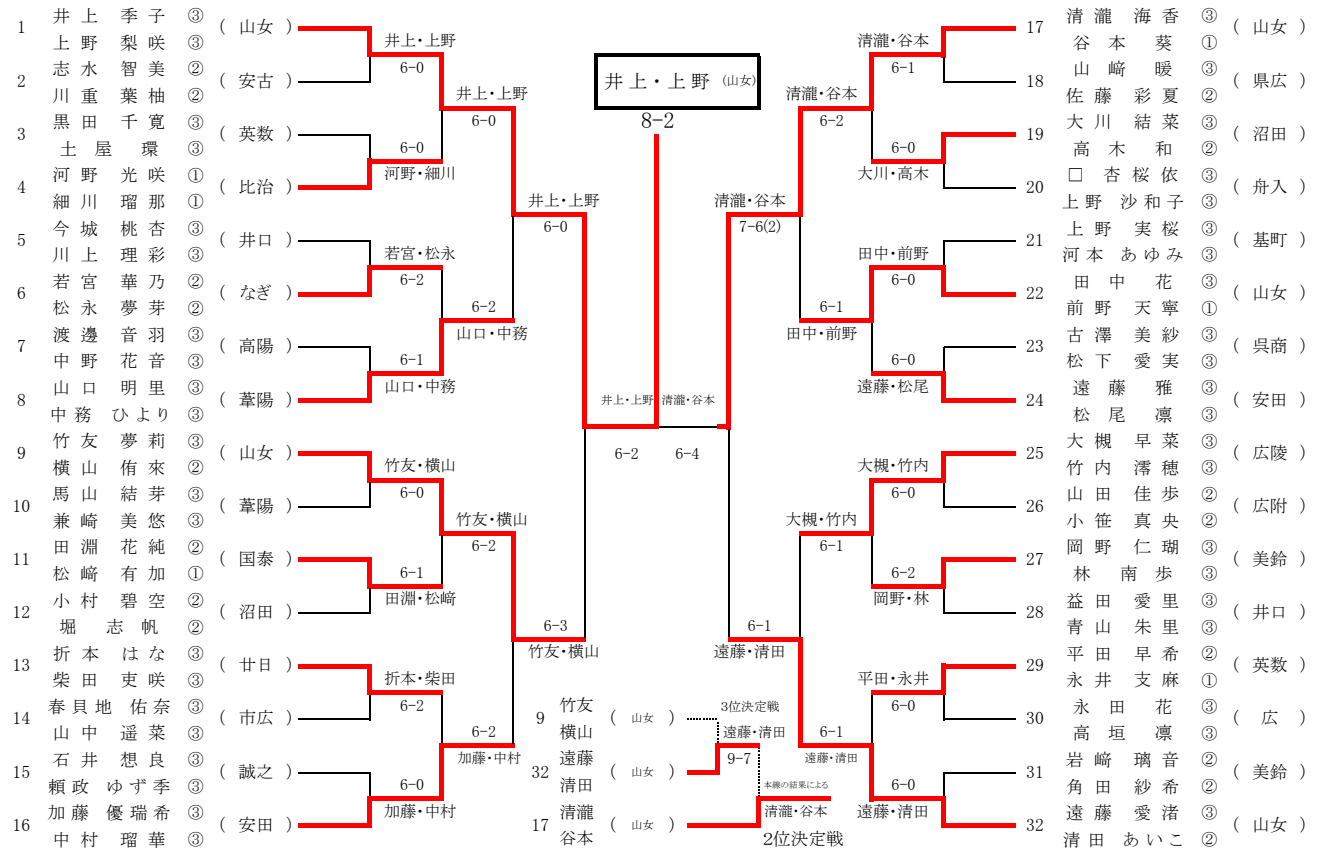 井上・上野 (山女)
8-2
1 井上 季子 ③ ( 山女 )
上野 梨咲 ③
2 志水 智美 ② ( 安古 )
川重 葉柚 ②
3 黒田 千寛 ③ ( 英数 )
土屋 環 ③
4 河野 光咲 ① ( 比治 )
細川 瑠那 ①
5 今城 桃杏 ③ ( 井口 )
川上 理彩 ③
6 若宮 華乃 ② ( なぎ )
松永 夢芽 ②
7 渡邊 音羽 ③ ( 高陽 )
中野 花音 ③
8 山口 明里 ③ ( 葦陽 )
中務 ひより ③
9 竹友 夢莉 ③ ( 山女 )
横山 侑來 ②
10 馬山 結芽 ③ ( 葦陽 )
兼崎 美悠 ③
11 田淵 花純 ② ( 国泰 )
松﨑 有加 ①
12 小村 碧空 ② ( 沼田 )
堀 志帆 ②
13 折本 はな ③ ( 廿日 )
柴田 吏咲 ③
14 春貝地 佑奈 ③ ( 市広 )
山中 遥菜 ③
15 石井 想良 ③ ( 誠之 )
頼政 ゆず季 ③
16 加藤 優瑞希 ③ ( 安田 )
中村 瑠華 ③
井上・上野
6-0
6-0
河野・細川
若宮・松永
6-2
6-1
山口・中務
竹友・横山
6-0
6-1
田淵・松﨑
折本・柴田
6-2
6-0
加藤・中村
井上・上野
6-0
6-2
山口・中務
竹友・横山
6-2
6-2
加藤・中村
井上・上野
6-0
6-3
竹友・横山
井上・上野
6-2
清瀧・谷本
6-4
清瀧・谷本
7-6(2)
6-1
遠藤・清田
清瀧・谷本
6-2
6-1
田中・前野
大槻・竹内
6-1
6-1
遠藤・清田
清瀧・谷本
6-1
6-0
大川・高木
田中・前野
6-0
6-0
遠藤・松尾
大槻・竹内
6-0
6-2
岡野・林
平田・永井
6-0
6-0
遠藤・清田
17 清瀧 海香 ③ ( 山女 )
谷本 葵 ①
18 山﨑 暖 ③ ( 県広 )
佐藤 彩夏 ②
19 大川 結菜 ③ ( 沼田 )
高木 和 ②
20 □ 杏桜依 ③ ( 舟入 )
上野 沙和子 ③
21 上野 実桜 ③ ( 基町 )
河本 あゆみ ③
22 田中 花 ③ ( 山女 )
前野 天寧 ①
23 古澤 美紗 ③ ( 呉商 )
松下 愛実 ③
24 遠藤 雅 ③ ( 安田 )
松尾 凛 ③
25 大槻 早菜 ③ ( 広陵 )
竹内 澪穂 ③
26 山田 佳歩 ② ( 広附 )
小笹 真央 ②
27 岡野 仁瑚 ③ ( 美鈴 )
林 南歩 ③
28 益田 愛里 ③ ( 井口 )
青山 朱里 ③
29 平田 早希 ② ( 英数 )
永井 支麻 ①
30 永田 花 ③ ( 広 )
高垣 凛 ③
31 岩﨑 璃音 ② ( 美鈴 )
角田 紗希 ②
32 遠藤 愛渚 ③ ( 山女 )
清田 あいこ ②
9 竹友 ( 山女 )
横山
32 遠藤 ( 山女 )
清田
17 清瀧 ( 山女 )
谷本
3位決定戦
遠藤・清田
9-7
本線の結果による
清瀧・谷本
2位決定戦